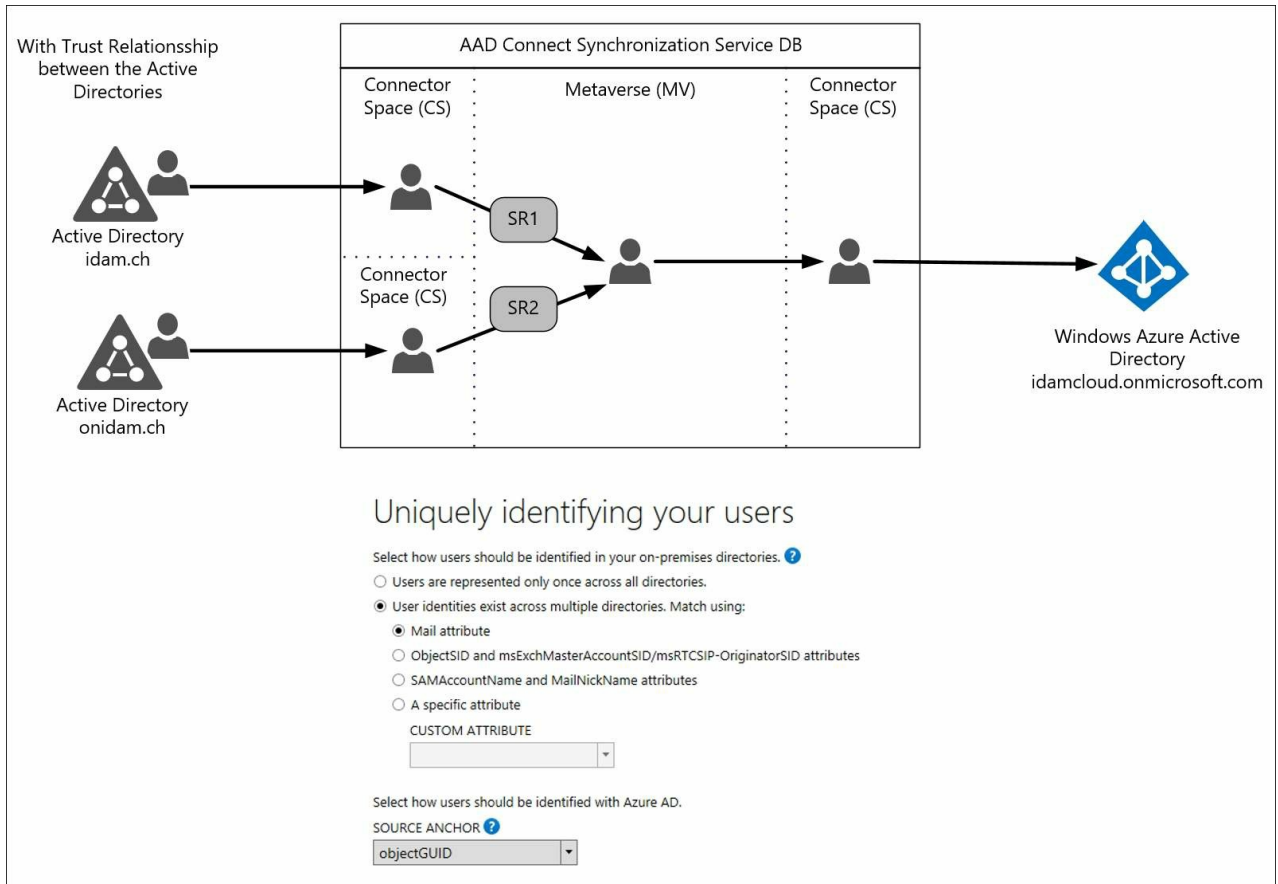 With Trust Relationsship
between the Active
Directories
AAD Connect Synchronization Service DB
Connector
Space (CS)
Metaverse (MV)
Connector
Space (CS)
SR1
Active Directory
idam.ch
Connector
Space (CS)
SR2
Active Directory
onidam.ch
Windows Azure Active
Directory
idamcloud.onmicrosoft.com
Uniquely identifying your users
Select how users should be identified in your on-premises directories. ?
Users are represented only once across all directories.
User identities exist across multiple directories. Match using:
Mail attribute
ObjectSID and msExchMasterAccountSID/msRTCSIP-OriginatorSID attributes
SAMAccountName and MailNickName attributes
A specific attribute
CUSTOM ATTRIBUTE
Select how users should be identified with Azure AD.
SOURCE ANCHOR ?
objectGUID